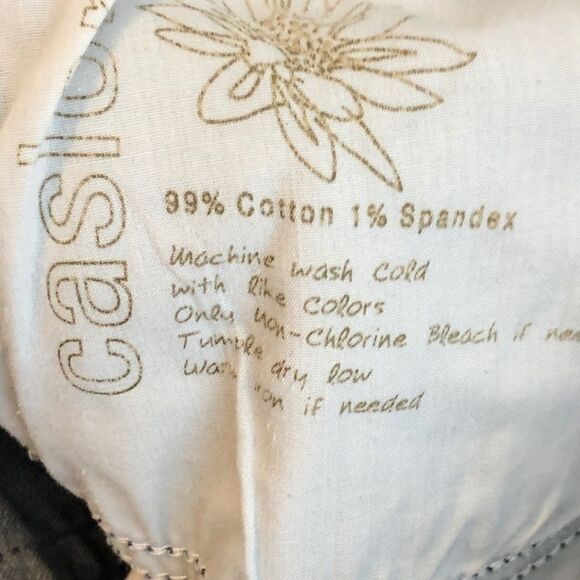 caslon
99% Cotton 1% Spandex
Machine wash Cold
with like Colors
Only non-Chlorine Bleach if
Tumble dry low
iron if needed